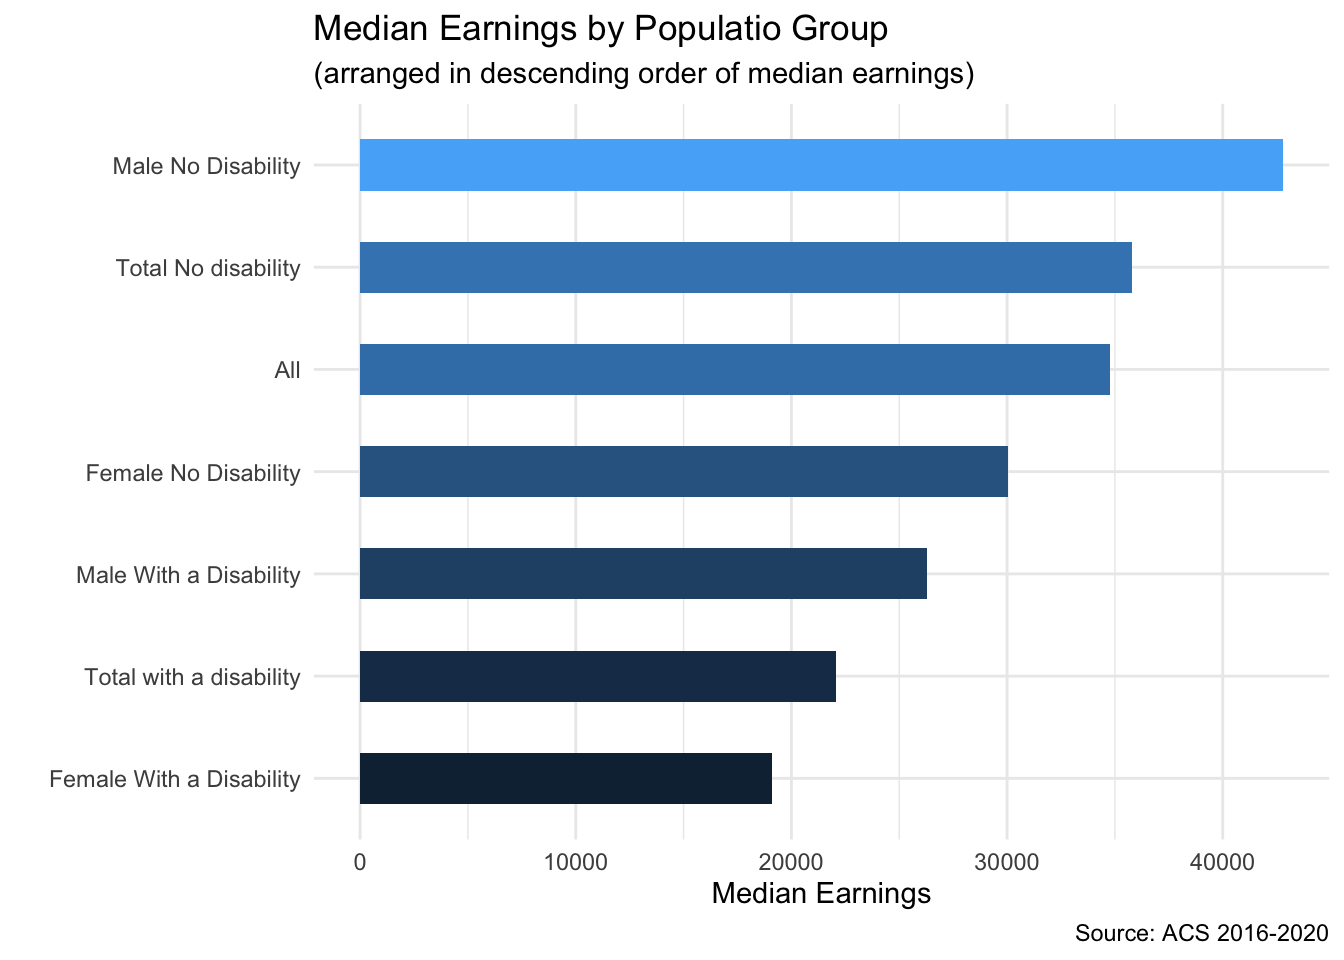 Median Earnings by Populatio Group
(arranged in descending order of median earnings)
Male No Disability
Total No disability
All
Female No Disability
Male With a Disability
Total with a disability
Female With a Disability
0 10000 20000 30000 40000
Median Earnings
Source: ACS 2016-2020